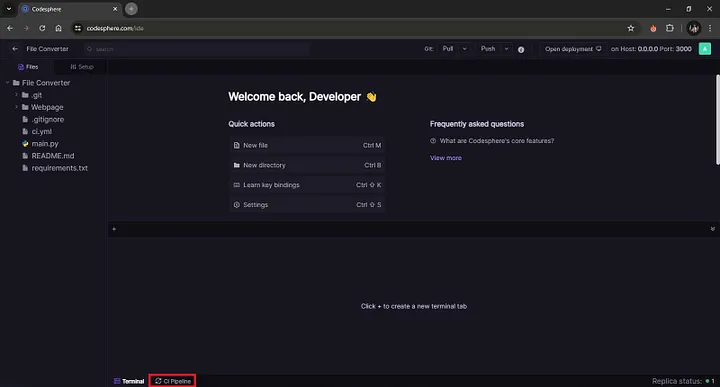 Codesphere
codesphere.com/ide
File Converter
search
Git: Pull Push
Open deployment
on Host: 0.0.0.0 Port: 3000
A
Files Setup
File Converter
.git
Webpage
.gitignore
ci.yml
main.py
README.md
requirements.txt
Welcome back, Developer 👋
Quick actions
New file Ctrl M
New directory Ctrl B
Learn key bindings Ctrl ⇧ K
Settings Ctrl ⇧ S
Frequently asked questions
What are Codesphere's core features?
View more
+
Click + to create a new terminal tab
Terminal CI Pipeline
Replica status: 1